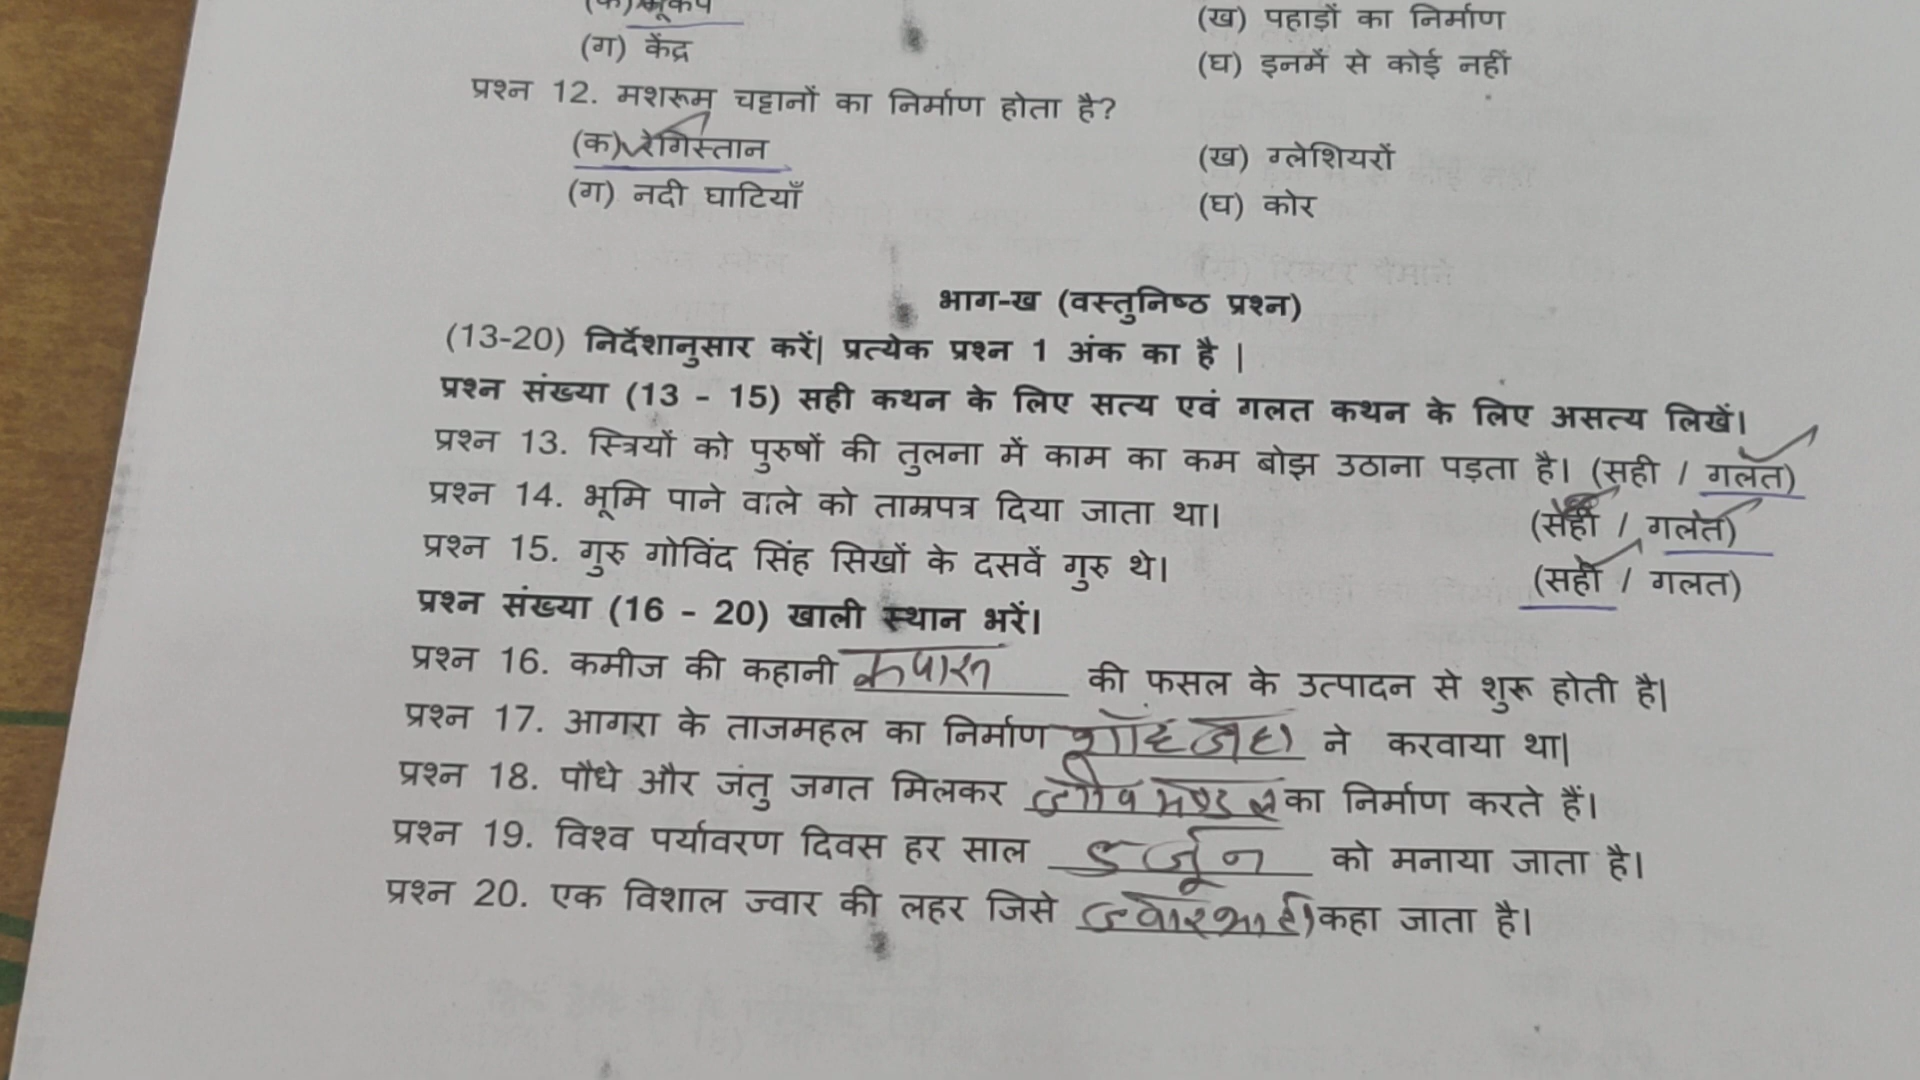 (क) भूकंप
(ख) पहाड़ों का निर्माण
(ग) केंद्र
(घ) इनमें से कोई नहीं
प्रश्न 12. मशरूम चट्टानों का निर्माण होता है?
(क) रेगिस्तान
(ख) ग्लेशियरों
(ग) नदी घाटियाँ
(घ) कोर
भाग-ख (वस्तुनिष्ठ प्रश्न)
(13-20) निर्देशानुसार करें| प्रत्येक प्रश्न 1 अंक का है |
प्रश्न संख्या (13 - 15) सही कथन के लिए सत्य एवं गलत कथन के लिए असत्य लिखें।
प्रश्न 13. स्त्रियों को पुरुषों की तुलना में काम का कम बोझ उठाना पड़ता है। (सही / गलत)
प्रश्न 14. भूमि पाने वाले को ताम्रपत्र दिया जाता था। (सही / गलत)
प्रश्न 15. गुरु गोविंद सिंह सिखों के दसवें गुरु थे। (सही / गलत)
प्रश्न संख्या (16 - 20) खाली स्थान भरें।
प्रश्न 16. कमीज की कहानी कपास की फसल के उत्पादन से शुरू होती है|
प्रश्न 17. आगरा के ताजमहल का निर्माण शाँहजहा ने करवाया था|
प्रश्न 18. पौधे और जंतु जगत मिलकर जीवमण्डल का निर्माण करते हैं।
प्रश्न 19. विश्व पर्यावरण दिवस हर साल 5 जून को मनाया जाता है।
प्रश्न 20. एक विशाल ज्वार की लहर जिसे ज्वारभाटा कहा जाता है।